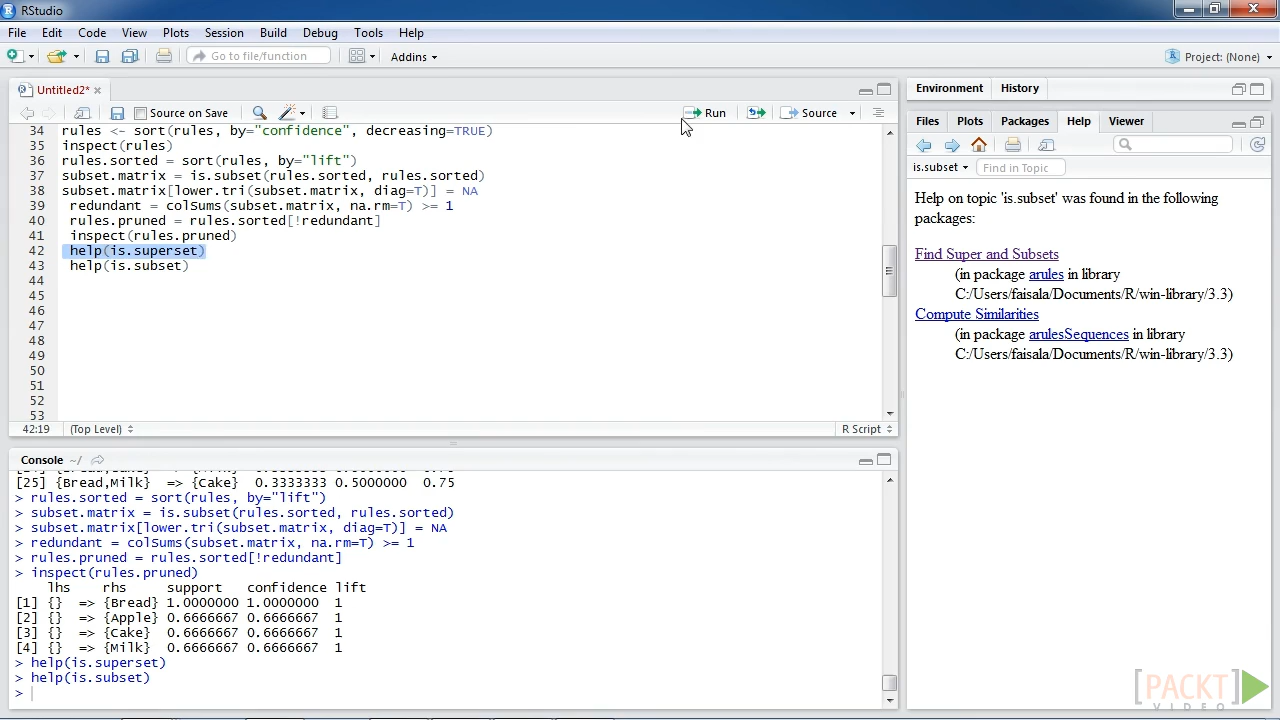 RStudio
File Edit Code View Plots Session Build Debug Tools Help
Go to file/function Addins Project: (None)
Untitled2*
Source on Save Run Source
34 rules <- sort(rules, by="confidence", decreasing=TRUE)
35 inspect(rules)
36 rules.sorted = sort(rules, by="lift")
37 subset.matrix = is.subset(rules.sorted, rules.sorted)
38 subset.matrix[lower.tri(subset.matrix, diag=T)] = NA
39 redundant = colSums(subset.matrix, na.rm=T) >= 1
40 rules.pruned = rules.sorted[!redundant]
41 inspect(rules.pruned)
42 help(is.superset)
43 help(is.subset)
44
45
46
47
48
49
50
51
52
53
42:19 (Top Level) R Script
Console ~/
[25] {Bread,Milk} => {Cake} 0.3333333 0.5000000 0.75
> rules.sorted = sort(rules, by="lift")
> subset.matrix = is.subset(rules.sorted, rules.sorted)
> subset.matrix[lower.tri(subset.matrix, diag=T)] = NA
> redundant = colSums(subset.matrix, na.rm=T) >= 1
> rules.pruned = rules.sorted[!redundant]
> inspect(rules.pruned)
lhs rhs support confidence lift
[1] {} => {Bread} 1.0000000 1.0000000 1
[2] {} => {Apple} 0.6666667 0.6666667 1
[3] {} => {Cake} 0.6666667 0.6666667 1
[4] {} => {Milk} 0.6666667 0.6666667 1
> help(is.superset)
> help(is.subset)
>
Environment History
Files Plots Packages Help Viewer
is.subset Find in Topic
Help on topic 'is.subset' was found in the following
packages:
Find Super and Subsets
(in package arules in library
C:/Users/faisala/Documents/R/win-library/3.3)
Compute Similarities
(in package arulesSequences in library
C:/Users/faisala/Documents/R/win-library/3.3)
[PACKT]
VIDEO